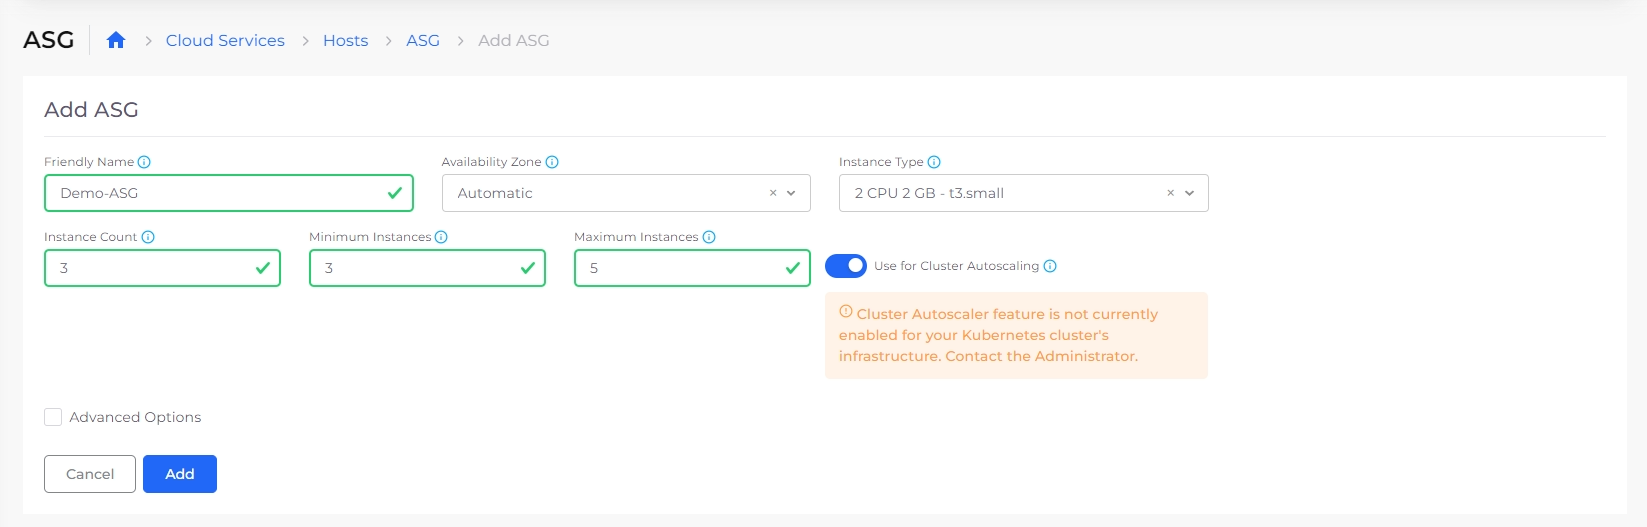 ASG
> Cloud Services > Hosts > ASG > Add ASG
Add ASG
Friendly Name
Availability Zone
Instance Type
Demo-ASG
Automatic
2 CPU 2 GB - t3.small
Instance Count
Minimum Instances
Maximum Instances
3
3
5
Use for Cluster Autoscaling
Cluster Autoscaler feature is not currently
enabled for your Kubernetes cluster's
infrastructure. Contact the Administrator.
Advanced Options
Cancel
Add